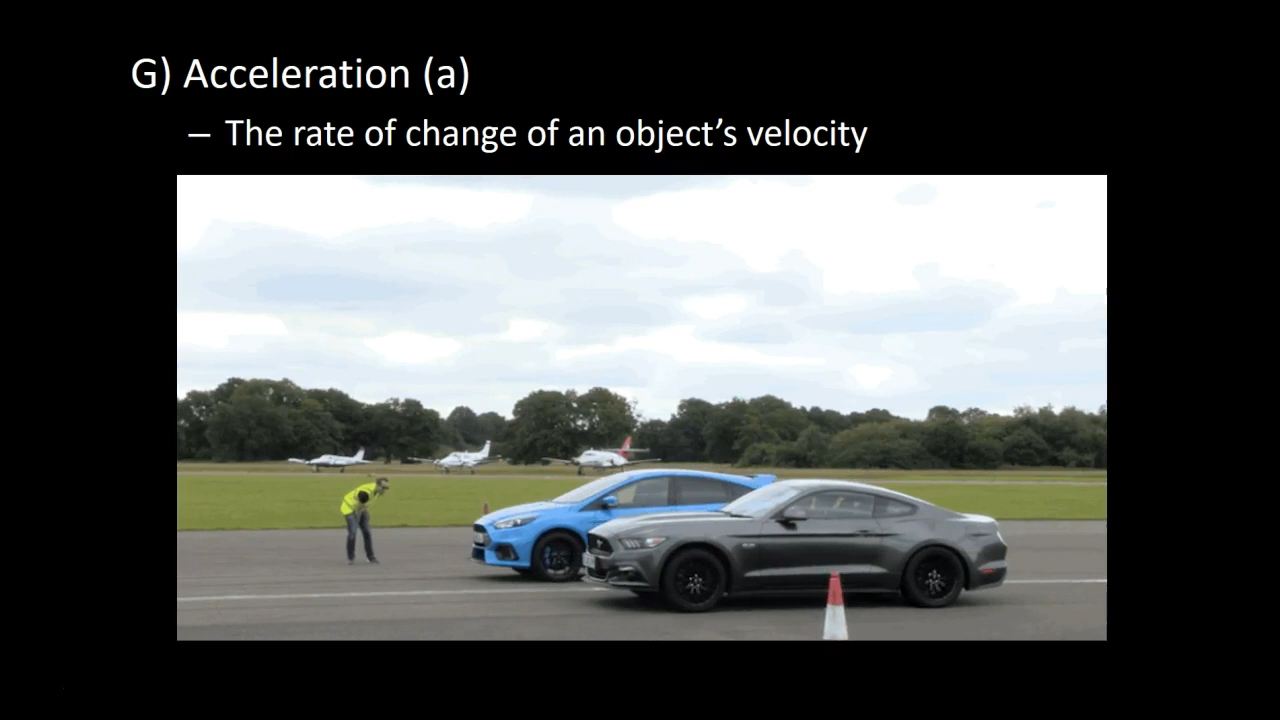 G) Acceleration (a)
– The rate of change of an object’s velocity